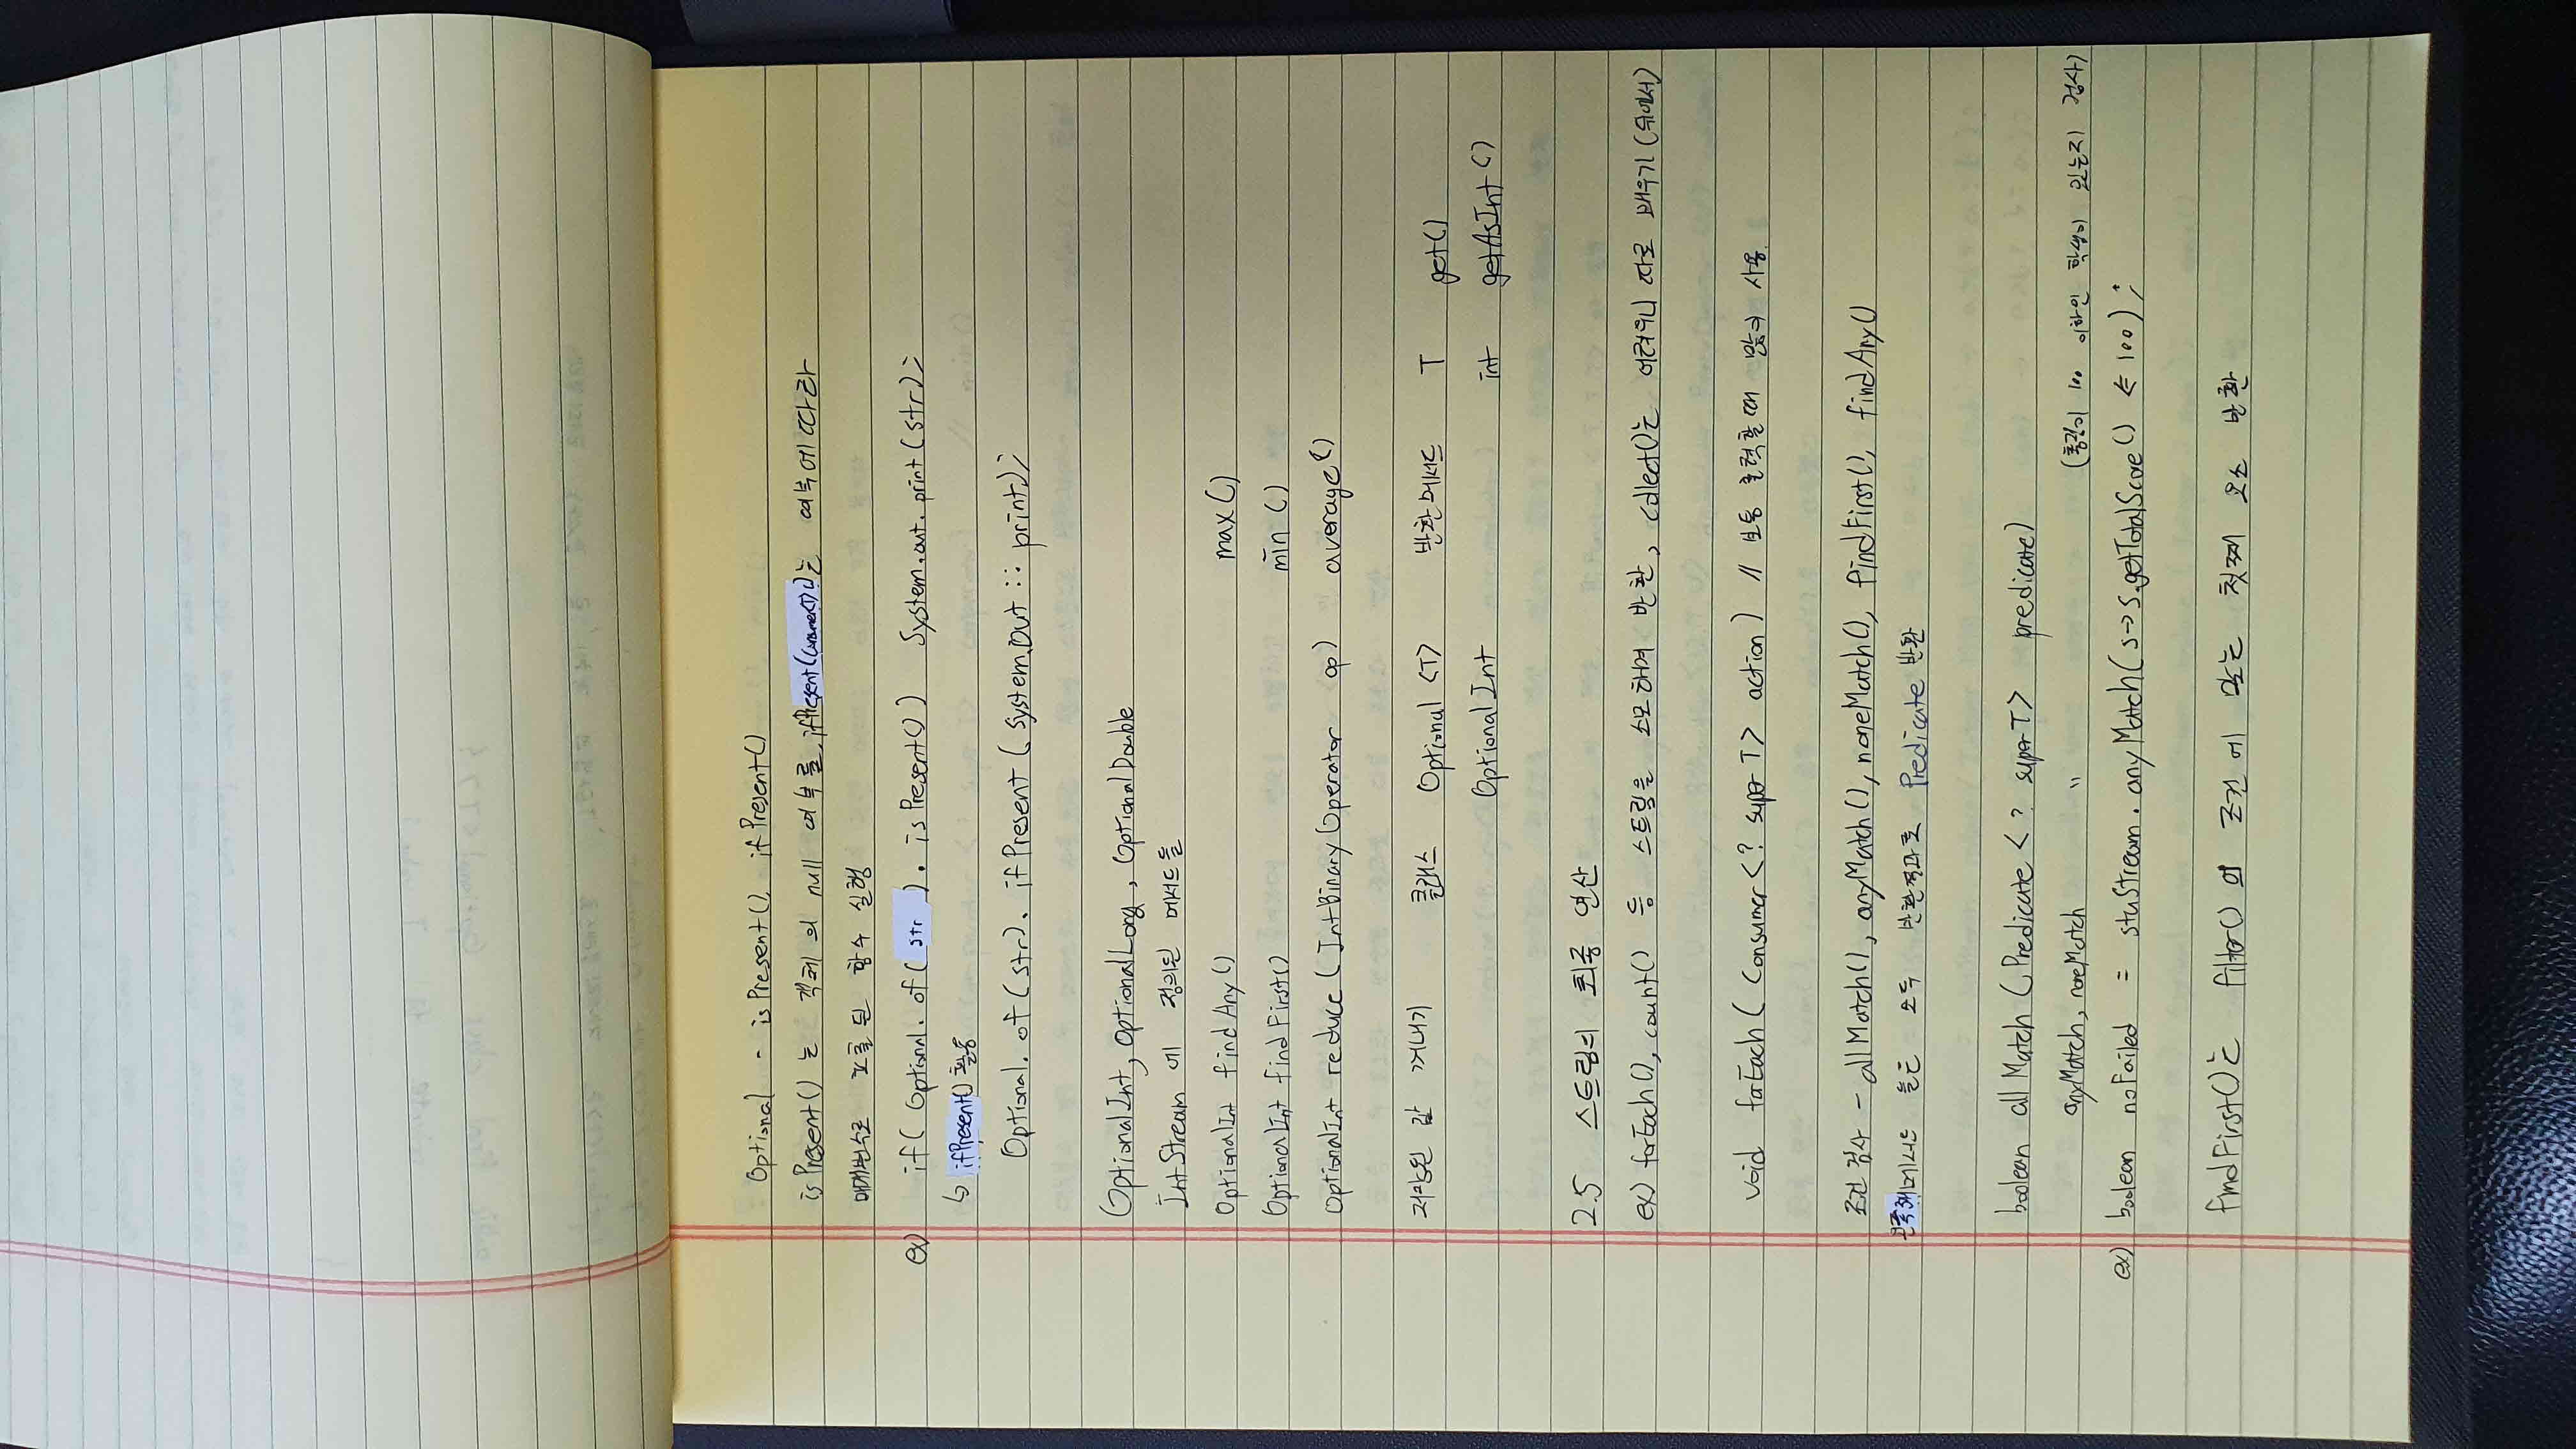 Optional - isPresent(), ifPresent()
isPresent()는 객체의 null 여부를, ifPresent(Consumer<T>)는 여부에 따라
매개변수로 호출 된 함수 실행
ex) if( Optional.of( str ).isPresent() ) System.out.print(str);
↳ ifPresent() 활용
Optional.of(str).ifPresent(System.out :: print);
OptionalInt, OptionalLong, OptionalDouble
IntStream에 정의된 메서드들
OptionalInt findAny() max()
OptionalInt findFirst() min()
OptionalInt reduce(IntBinaryOperator op) average()
저장된 값 꺼내기 클래스 Optional<T> 반환메서드 T get()
OptionalInt int getAsInt()
2.5 스트림의 최종 연산
ex) forEach(), count() 등 스트림을 소모하여 반환, collect()는 어려우니 따로 배우기 (뒤에서)
void forEach(Consumer<? super T> action) // 보통 출력할때 많이 사용.
조건 검사 - allMatch(), anyMatch(), noneMatch(), findFirst(), findAny()
메서드 들은 모두 반환결과로 Predicate 반환
boolean allMatch(Predicate<? super T> predicate)
anyMatch, noneMatch 〃 (총점이 100 이하인 학생이 있는지 검사)
ex) boolean noFailed = stuStream.anyMatch(s→s.getTotalScore() ≤ 100);
findFirst()는 filter()의 조건에 맞는 첫째 요소 반환